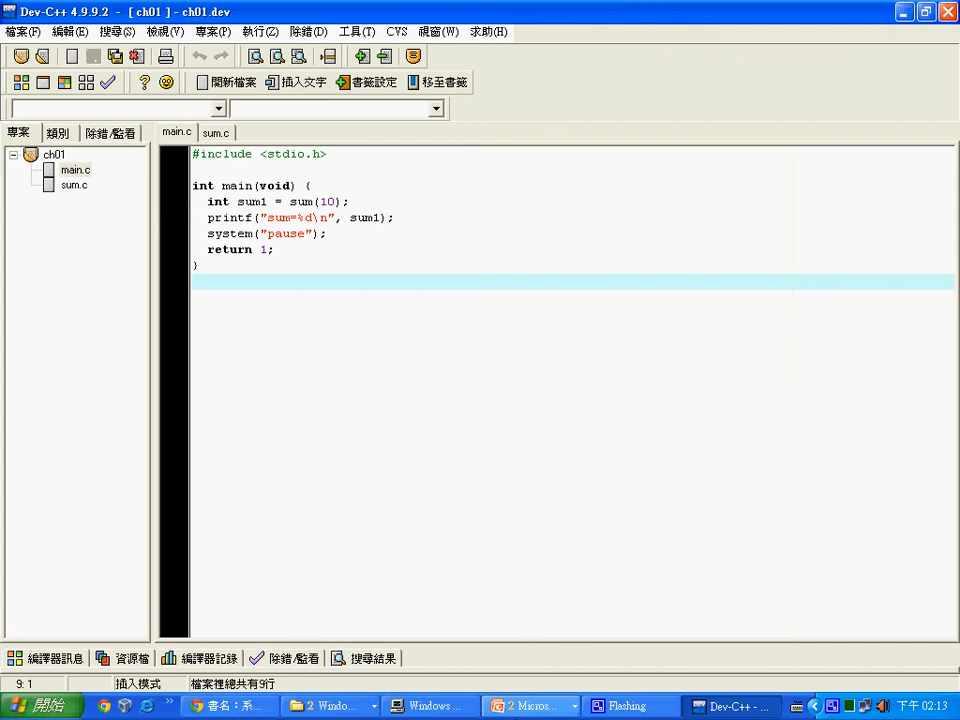 Dev-C++ 4.9.9.2 - [ ch01 ] - ch01.dev
檔案(F) 編輯(E) 搜尋(S) 檢視(V) 專案(P) 執行(Z) 除錯(D) 工具(T) CVS 視窗(W) 求助(H)
開新檔案 插入文字 書籤設定 移至書籤
專案 類別 除錯/監看 main.c sum.c
ch01
main.c
sum.c
#include <stdio.h>
int main(void) {
int sum1 = sum(10);
printf("sum=%d\n", sum1);
system("pause");
return 1;
}
編譯器訊息 資源檔 編譯器記錄 除錯/監看 搜尋結果
9: 1 插入模式 檔案裡總共有9行
開始 書名：系... 2 Windo... Windows ... 2 Micros... Flashing Dev-C++ - ... 下午 02:13